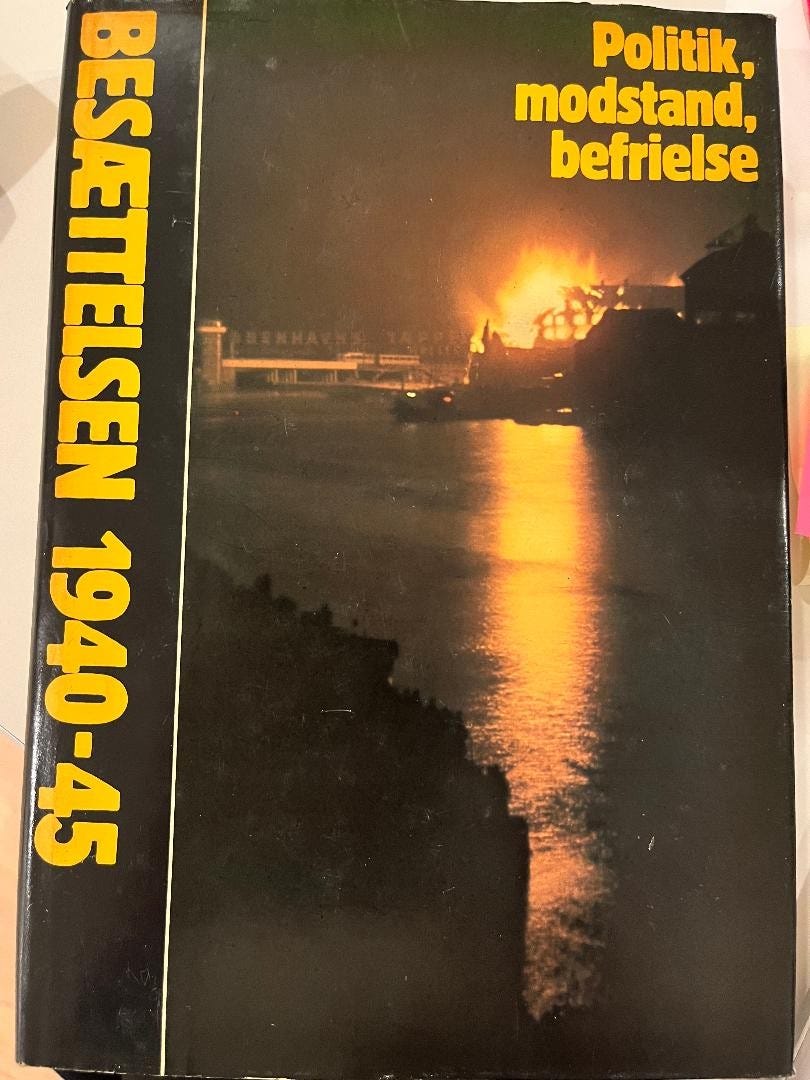 BESÆTTELSEN 1940-45
Politik,
modstand,
befrielse